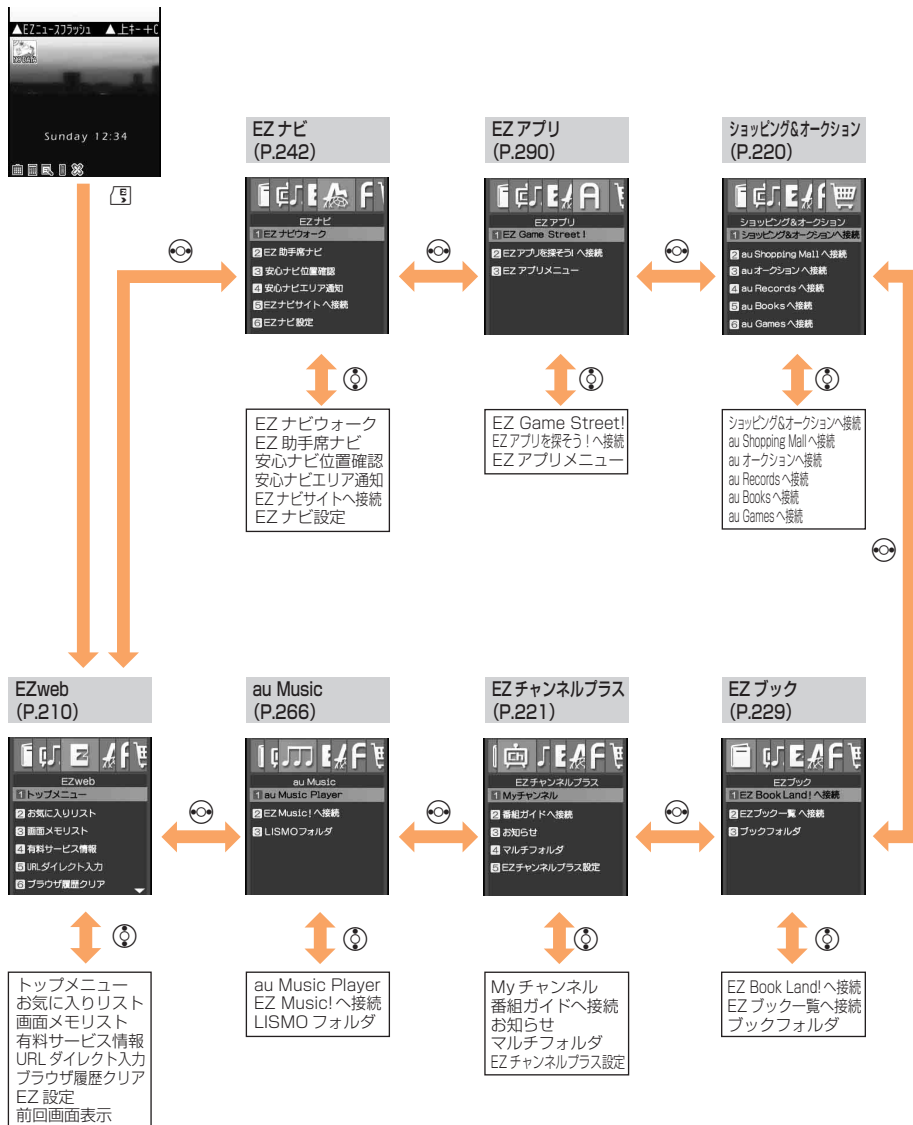 ▲EZニュースフラッシュ ▲上キー+C
NO DATA
Sunday 12:34
EZナビ
(P.242)
EZナビ
1 EZナビウォーク
2 EZ助手席ナビ
3 安心ナビ位置確認
4 安心ナビエリア通知
5 EZナビサイトへ接続
6 EZナビ設定
EZナビウォーク
EZ助手席ナビ
安心ナビ位置確認
安心ナビエリア通知
EZナビサイトへ接続
EZナビ設定
EZアプリ
(P.290)
EZアプリ
1 EZ Game Street!
2 EZアプリを探そう!へ接続
3 EZアプリメニュー
EZ Game Street!
EZアプリを探そう!へ接続
EZアプリメニュー
ショッピング&オークション
(P.220)
ショッピング&オークション
1 ショッピング&オークションへ接続
2 au Shopping Mallへ接続
3 auオークションへ接続
4 au Recordsへ接続
5 au Booksへ接続
6 au Gamesへ接続
ショッピング&オークションへ接続
au Shopping Mallへ接続
auオークションへ接続
au Recordsへ接続
au Booksへ接続
au Gamesへ接続
EZweb
(P.210)
EZweb
1 トップメニュー
2 お気に入りリスト
3 画面メモリスト
4 有料サービス情報
5 URLダイレクト入力
6 ブラウザ履歴クリア
トップメニュー
お気に入りリスト
画面メモリスト
有料サービス情報
URLダイレクト入力
ブラウザ履歴クリア
EZ設定
前回画面表示
au Music
(P.266)
au Music
1 au Music Player
2 EZ Music!へ接続
3 LISMOフォルダ
au Music Player
EZ Music!へ接続
LISMOフォルダ
EZチャンネルプラス
(P.221)
EZチャンネルプラス
1 Myチャンネル
2 番組ガイドへ接続
3 お知らせ
4 マルチフォルダ
5 EZチャンネルプラス設定
Myチャンネル
番組ガイドへ接続
お知らせ
マルチフォルダ
EZチャンネルプラス設定
EZブック
(P.229)
EZブック
1 EZ Book Land!へ接続
2 EZブック一覧へ接続
3 ブックフォルダ
EZ Book Land!へ接続
EZブック一覧へ接続
ブックフォルダ